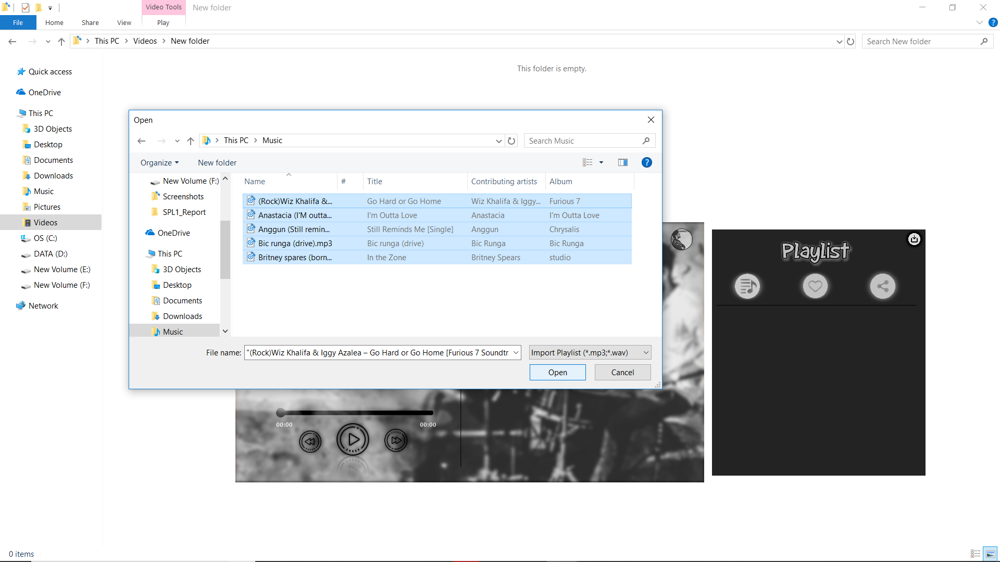 Video Tools
New folder
File
Home
Share
View
Play
This PC
Videos
New folder
Search New folder
Quick access
OneDrive
This PC
3D Objects
Desktop
Documents
Downloads
Music
Pictures
Videos
OS (C:)
DATA (D:)
New Volume (E:)
New Volume (F:)
Network
This folder is empty.
Open
This PC
Music
Search Music
Organize
New folder
New Volume (F:)
Screenshots
SPL1_Report
OneDrive
This PC
3D Objects
Desktop
Documents
Downloads
Music
Name # Title Contributing artists Album
(Rock)Wiz Khalifa &... Go Hard or Go Home Wiz Khalifa & Iggy... Furious 7
Anastacia (I'M outta... I'm Outta Love Anastacia I'm Outta Love
Anggun (Still remin... Still Reminds Me [Single] Anggun Chrysalis
Bic runga (drive).mp3 Bic runga (drive) Bic Runga Bic Runga
Britney spares (born... In the Zone Britney Spears studio
File name: "(Rock)Wiz Khalifa & Iggy Azalea – Go Hard or Go Home [Furious 7 Soundtr
Import Playlist (*.mp3;*.wav)
Open
Cancel
Playlist
00:00
00:00
0 items